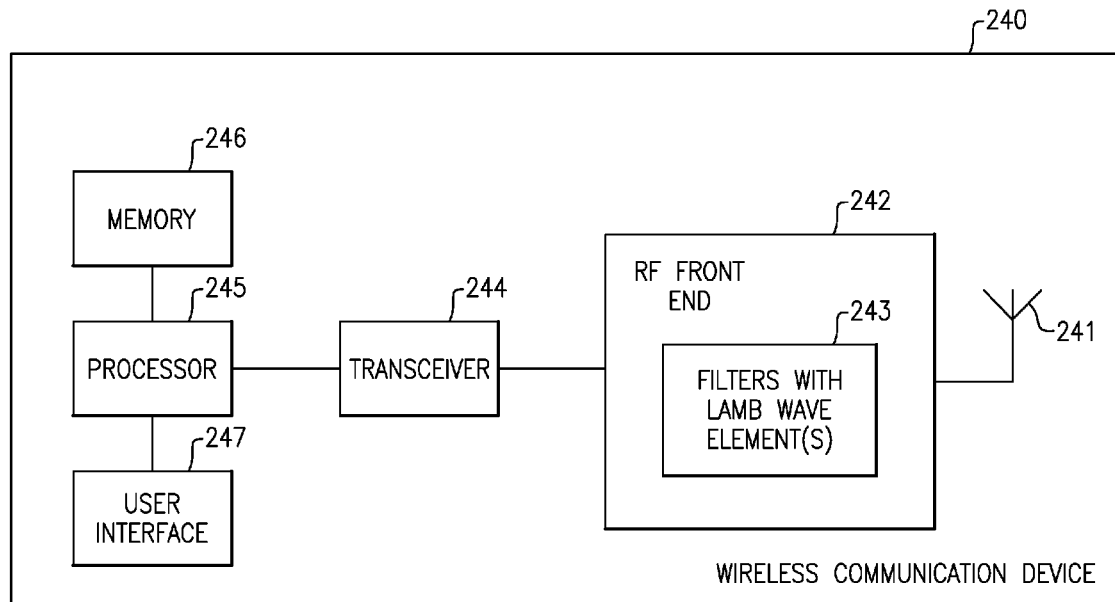 240
246
MEMORY
245
PROCESSOR
247
USER
INTERFACE
244
TRANSCEIVER
242
RF FRONT
END
243
FILTERS WITH
LAMB WAVE
ELEMENT(S)
241
WIRELESS COMMUNICATION DEVICE